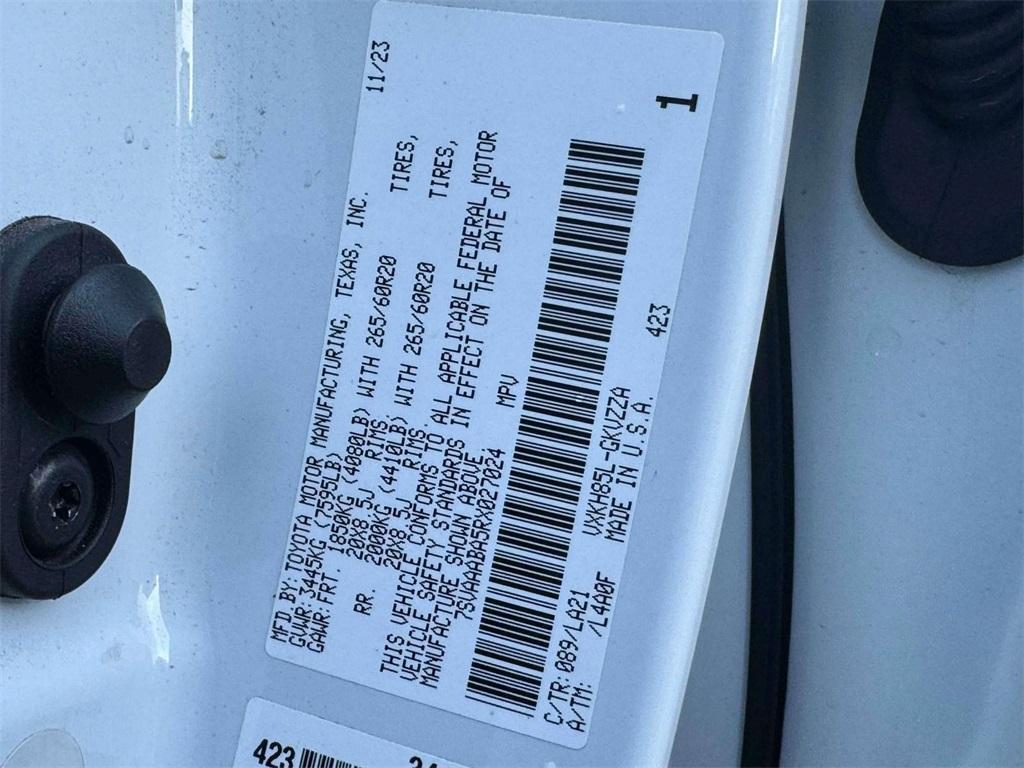 MFD.BY:TOYOTA MOTOR MANUFACTURING, TEXAS, INC. 11/23
GVWR:3445KG (7595LB)
GAWR:FRT. 1850KG (4080LB) WITH 265/60R20 TIRES,
20X8.5J RIMS,
RR. 2000KG (4410LB) WITH 265/60R20 TIRES,
20X8.5J RIMS.
THIS VEHICLE CONFORMS TO ALL APPLICABLE FEDERAL MOTOR
VEHICLE SAFETY STANDARDS IN EFFECT ON THE DATE OF
MANUFACTURE SHOWN ABOVE.
7SVAAABA5RX027024 MPV
1
C/TR:089/LA21 VXKH85L-GKVZZA 423
A/TM: /L4A0F MADE IN U.S.A.
423